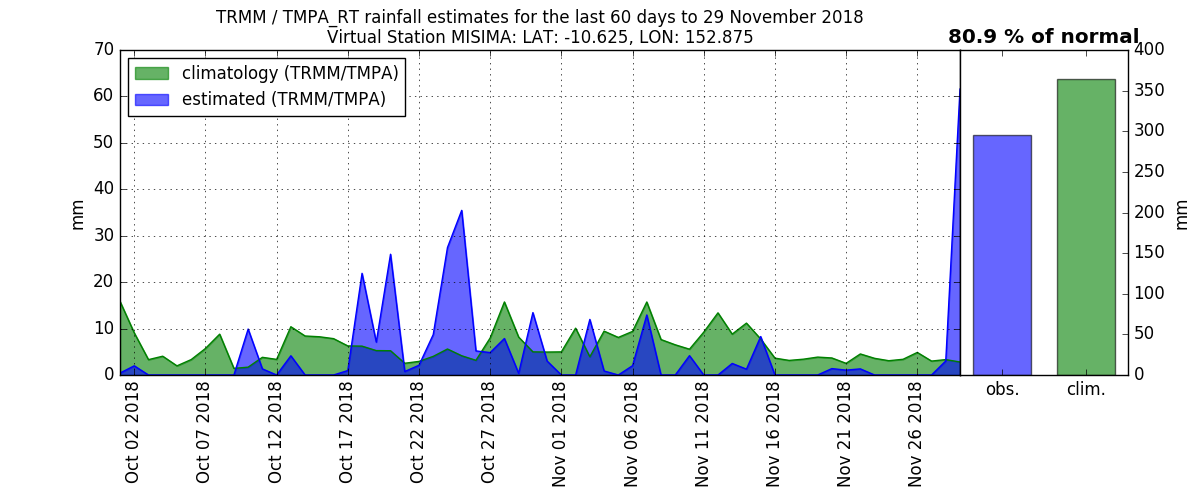 TRMM / TMPA_RT rainfall estimates for the last 60 days to 29 November 2018
Virtual Station MISIMA: LAT: -10.625, LON: 152.875
80.9 % of normal
climatology (TRMM/TMPA)
estimated (TRMM/TMPA)
70
60
50
40
30
20
10
0
mm
400
350
300
250
200
150
100
50
0
mm
Oct 02 2018
Oct 07 2018
Oct 12 2018
Oct 17 2018
Oct 22 2018
Oct 27 2018
Nov 01 2018
Nov 06 2018
Nov 11 2018
Nov 16 2018
Nov 21 2018
Nov 26 2018
obs.
clim.